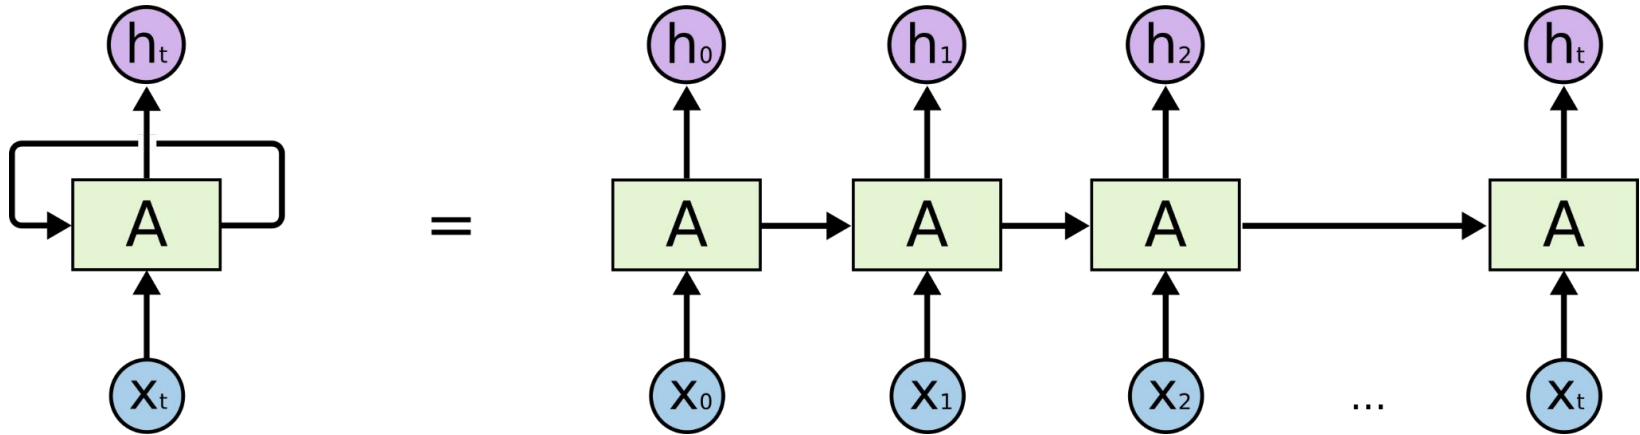 ht h0 h1 h2 ht
A = A A A A
xt x0 x1 x2 ... xt